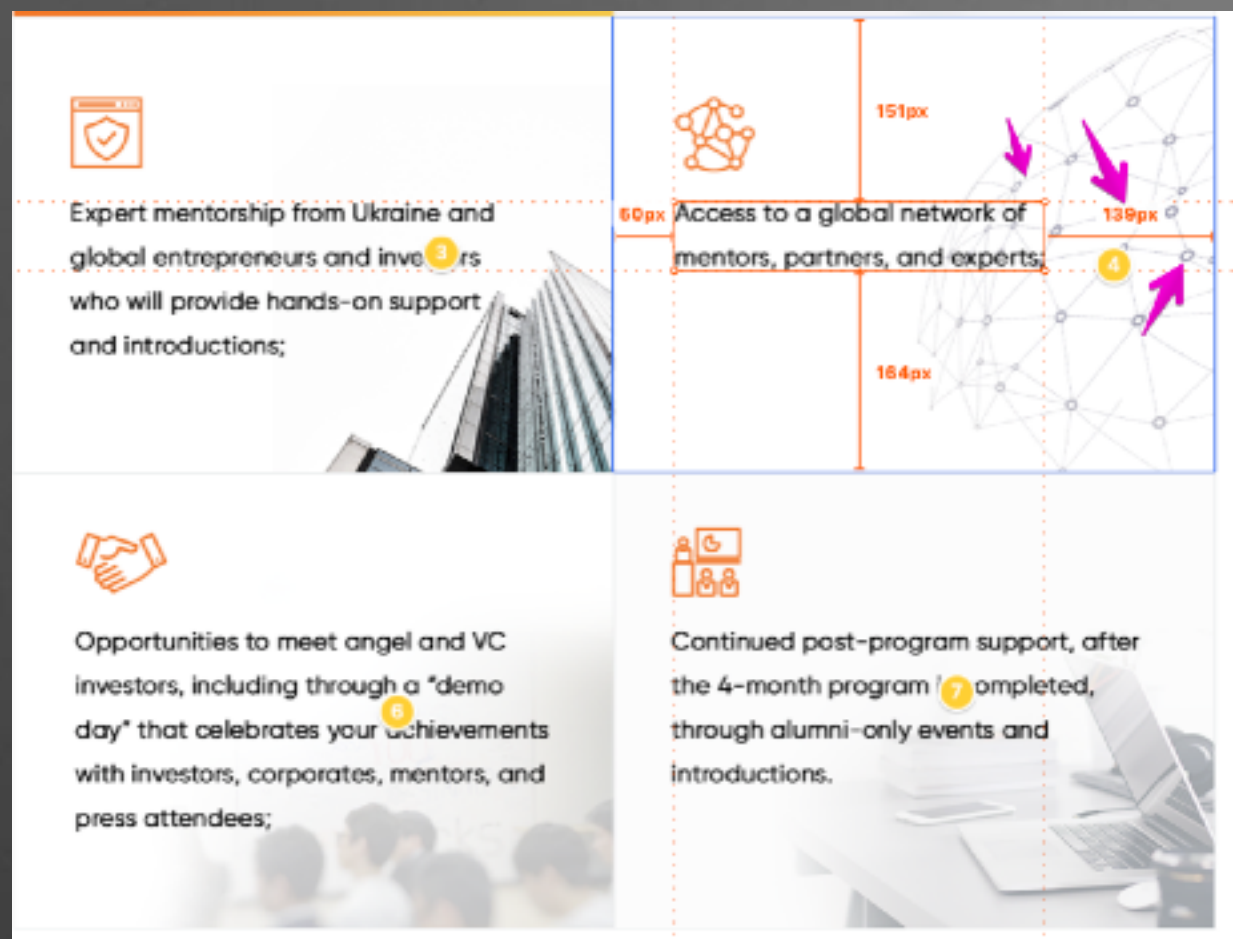 151px
Expert mentorship from Ukraine and
global entrepreneurs and inve 3 rs
who will provide hands-on support
and introductions;
60px
Access to a global network of
mentors, partners, and experts;
139px
4
164px
Opportunities to meet angel and VC
investors, including through a "demo
day" that celebrates your achievements
6
with investors, corporates, mentors, and
press attendees;
Continued post-program support, after
the 4-month program 7 ompleted,
through alumni-only events and
introductions.